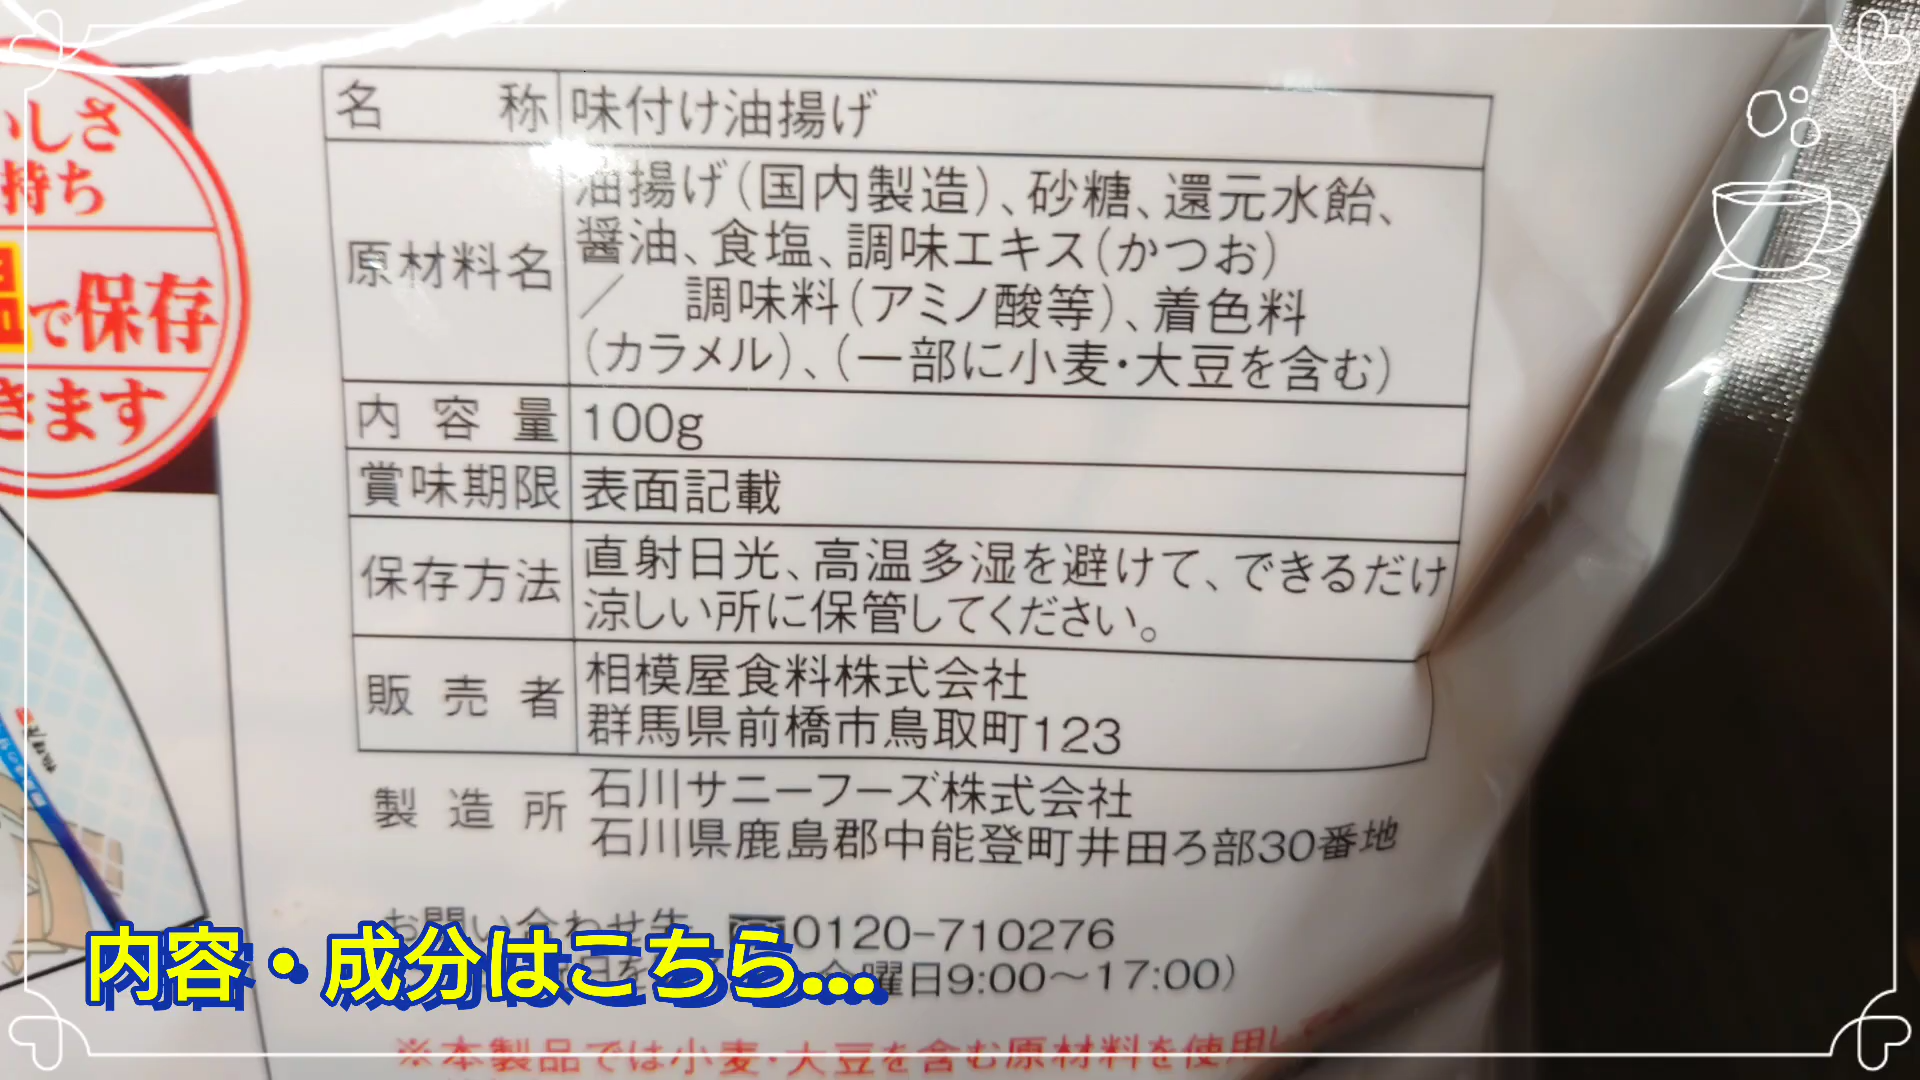 いしさ
持ち
温で保存
きます
名称 味付け油揚げ
原材料名 油揚げ(国内製造)、砂糖、還元水飴、
醤油、食塩、調味エキス(かつお)
/ 調味料(アミノ酸等)、着色料
(カラメル)、(一部に小麦・大豆を含む)
内容量 100g
賞味期限 表面記載
保存方法 直射日光、高温多湿を避けて、できるだけ
涼しい所に保管してください。
販売者 相模屋食料株式会社
群馬県前橋市鳥取町123
製造所 石川サニーフーズ株式会社
石川県鹿島郡中能登町井田ろ部30番地
お問い合わせ先 0120-710276
金曜日9:00～17:00)
内容・成分はこちら...
※本製品では小麦・大豆を含む原材料を使用し